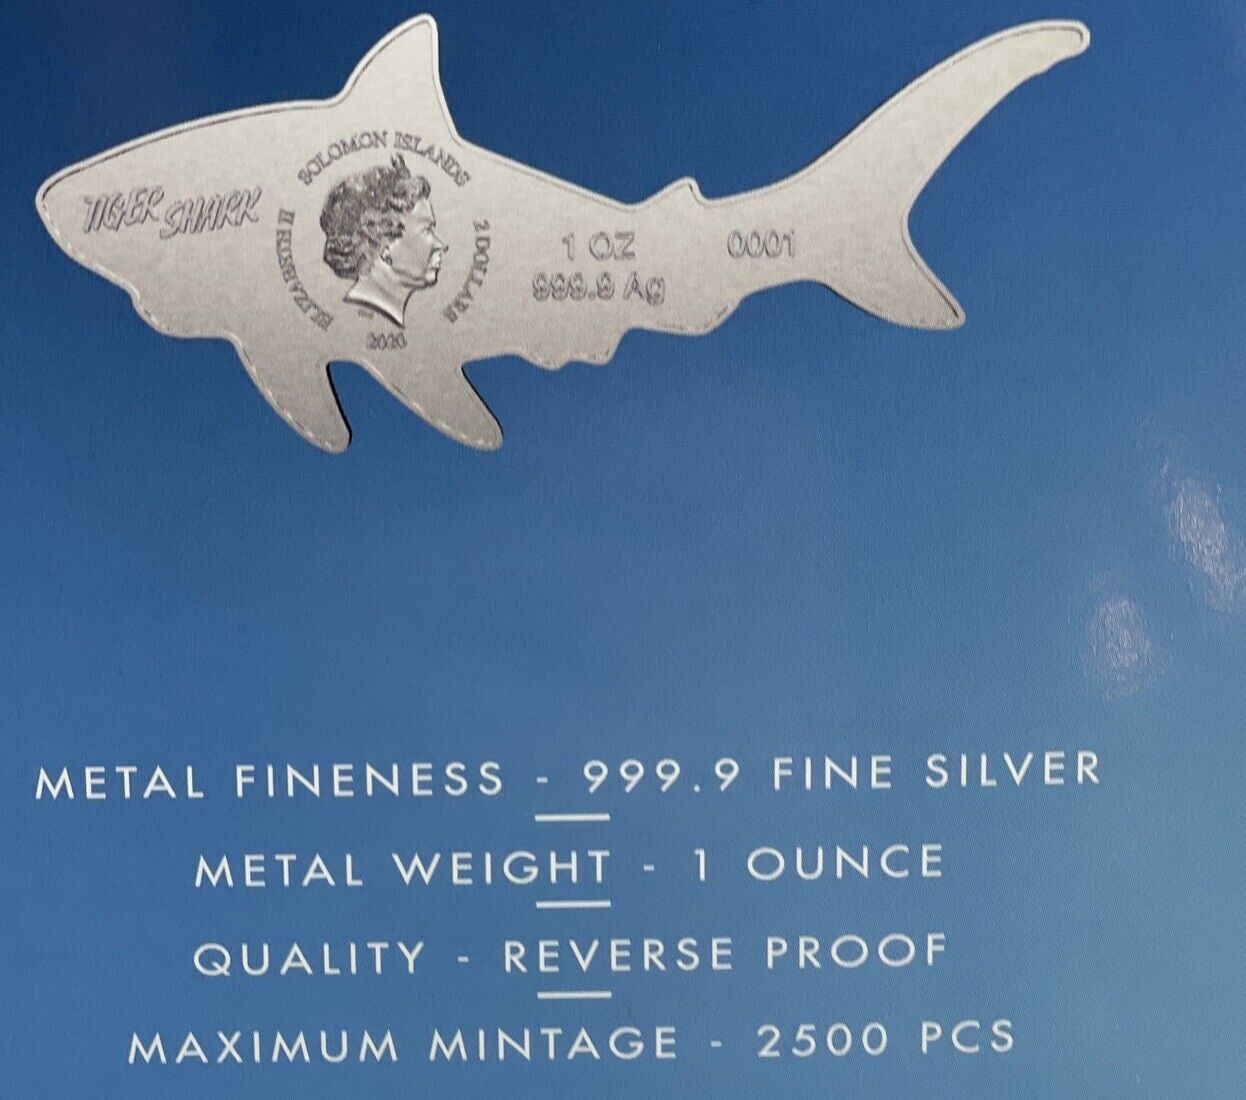 TIGER SHARK
SOLOMON ISLANDS
ELIZABETH II
2 DOLLARS
2020
1 OZ
999.9 Ag
0001
METAL FINENESS - 999.9 FINE SILVER
METAL WEIGHT - 1 OUNCE
QUALITY - REVERSE PROOF
MAXIMUM MINTAGE - 2500 PCS